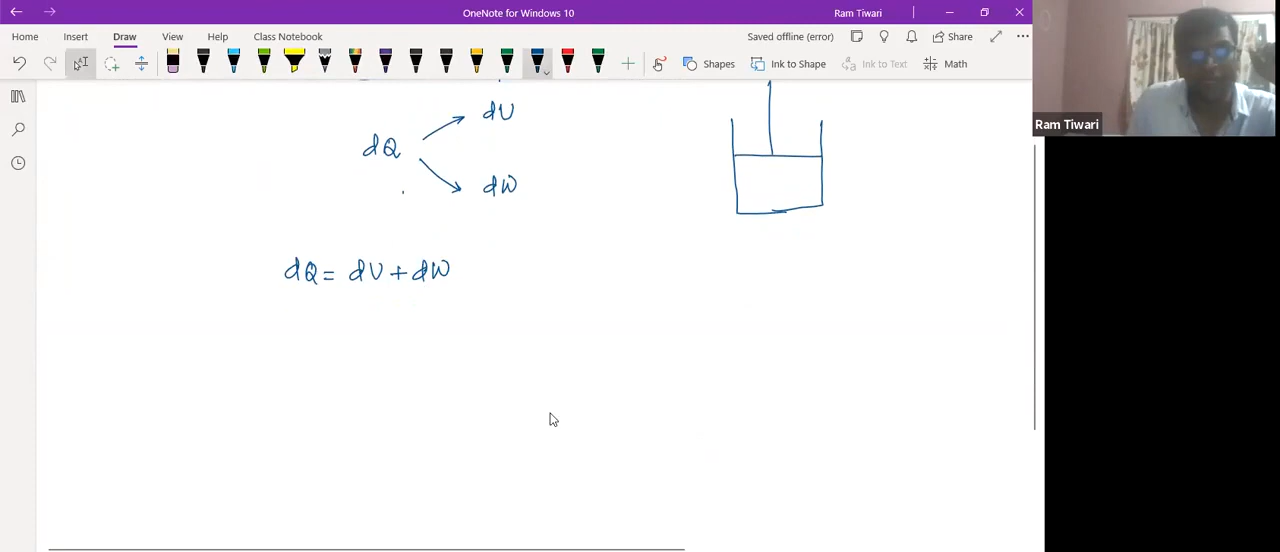 OneNote for Windows 10
Ram Tiwari
Home Insert Draw View Help Class Notebook
Saved offline (error)
Share
Shapes
Ink to Shape
Ink to Text
Math
Ram Tiwari
dU
dQ
dW
dQ = dU + dW